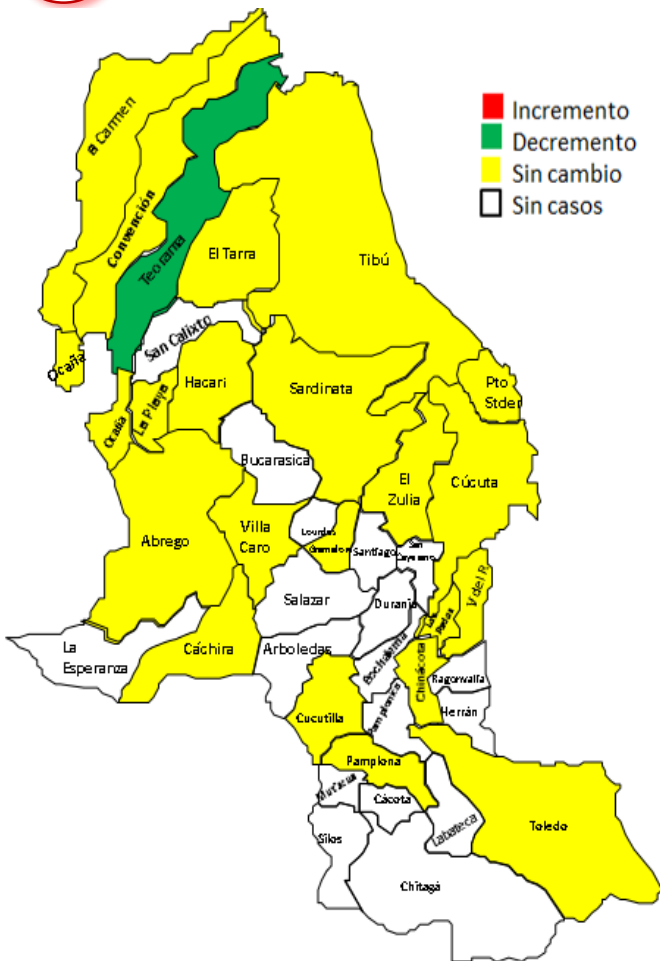 Incremento
Decremento
Sin cambio
Sin casos
El Carmen
Convención
Teorama
El Tarra
Tibú
San Calixto
Ocaña
Ocaña
La Playa
Hacari
Sardinata
Pto
Stder
Bucarasica
El
Zulia
Cúcuta
Abrego
Villa
Caro
Lourdes
Gramalote
Santiago
San
Cayetano
V del R
Salazar
Durania
Los
Patios
La
Esperanza
Cáchira
Arboledas
Bochalema
Chinácota
Ragonvalia
Herrán
Cucutilla
Pamplonita
Pamplona
Mutiscua
Cácota
Labateca
Toledo
Silos
Chitagá